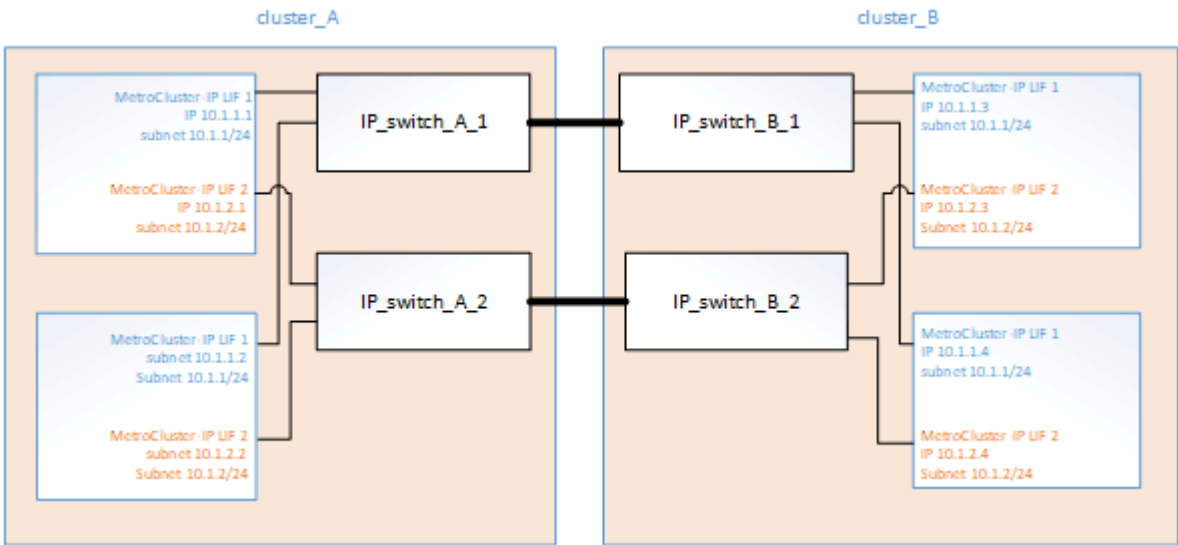 cluster_A
cluster_B
MetroCluster-IP LIF 1
IP 10.1.1.1
subnet 10.1.1/24
MetroCluster-IP LIF 2
IP 10.1.2.1
subnet 10.1.2/24
IP_switch_A_1
IP_switch_B_1
MetroCluster-IP LIF 1
IP 10.1.1.3
subnet 10.1.1/24
MetroCluster-IP LIF 2
IP 10.1.2.3
Subnet 10.1.2/24
IP_switch_A_2
IP_switch_B_2
MetroCluster-IP LIF 1
subnet 10.1.1.2
Subnet 10.1.1/24
MetroCluster-IP LIF 2
subnet 10.1.2.2
Subnet 10.1.2/24
MetroCluster-IP LIF 1
IP 10.1.1.4
subnet 10.1.1/24
MetroCluster-IP LIF 2
IP 10.1.2.4
Subnet 10.1.2/24